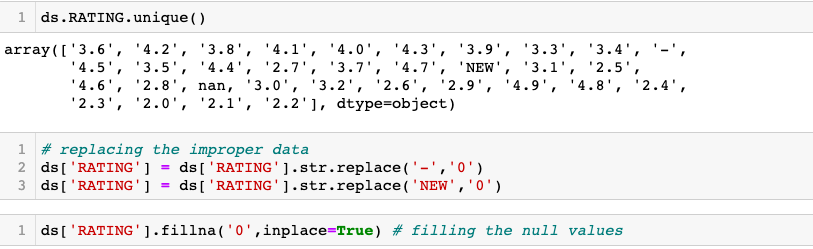 1 ds.RATING.unique()
array(['3.6', '4.2', '3.8', '4.1', '4.0', '4.3', '3.9', '3.3', '3.4', '-',
'4.5', '3.5', '4.4', '2.7', '3.7', '4.7', 'NEW', '3.1', '2.5',
'4.6', '2.8', nan, '3.0', '3.2', '2.6', '2.9', '4.9', '4.8', '2.4',
'2.3', '2.0', '2.1', '2.2'], dtype=object)
1 # replacing the improper data
2 ds['RATING'] = ds['RATING'].str.replace('-','0')
3 ds['RATING'] = ds['RATING'].str.replace('NEW','0')
1 ds['RATING'].fillna('0',inplace=True) # filling the null values